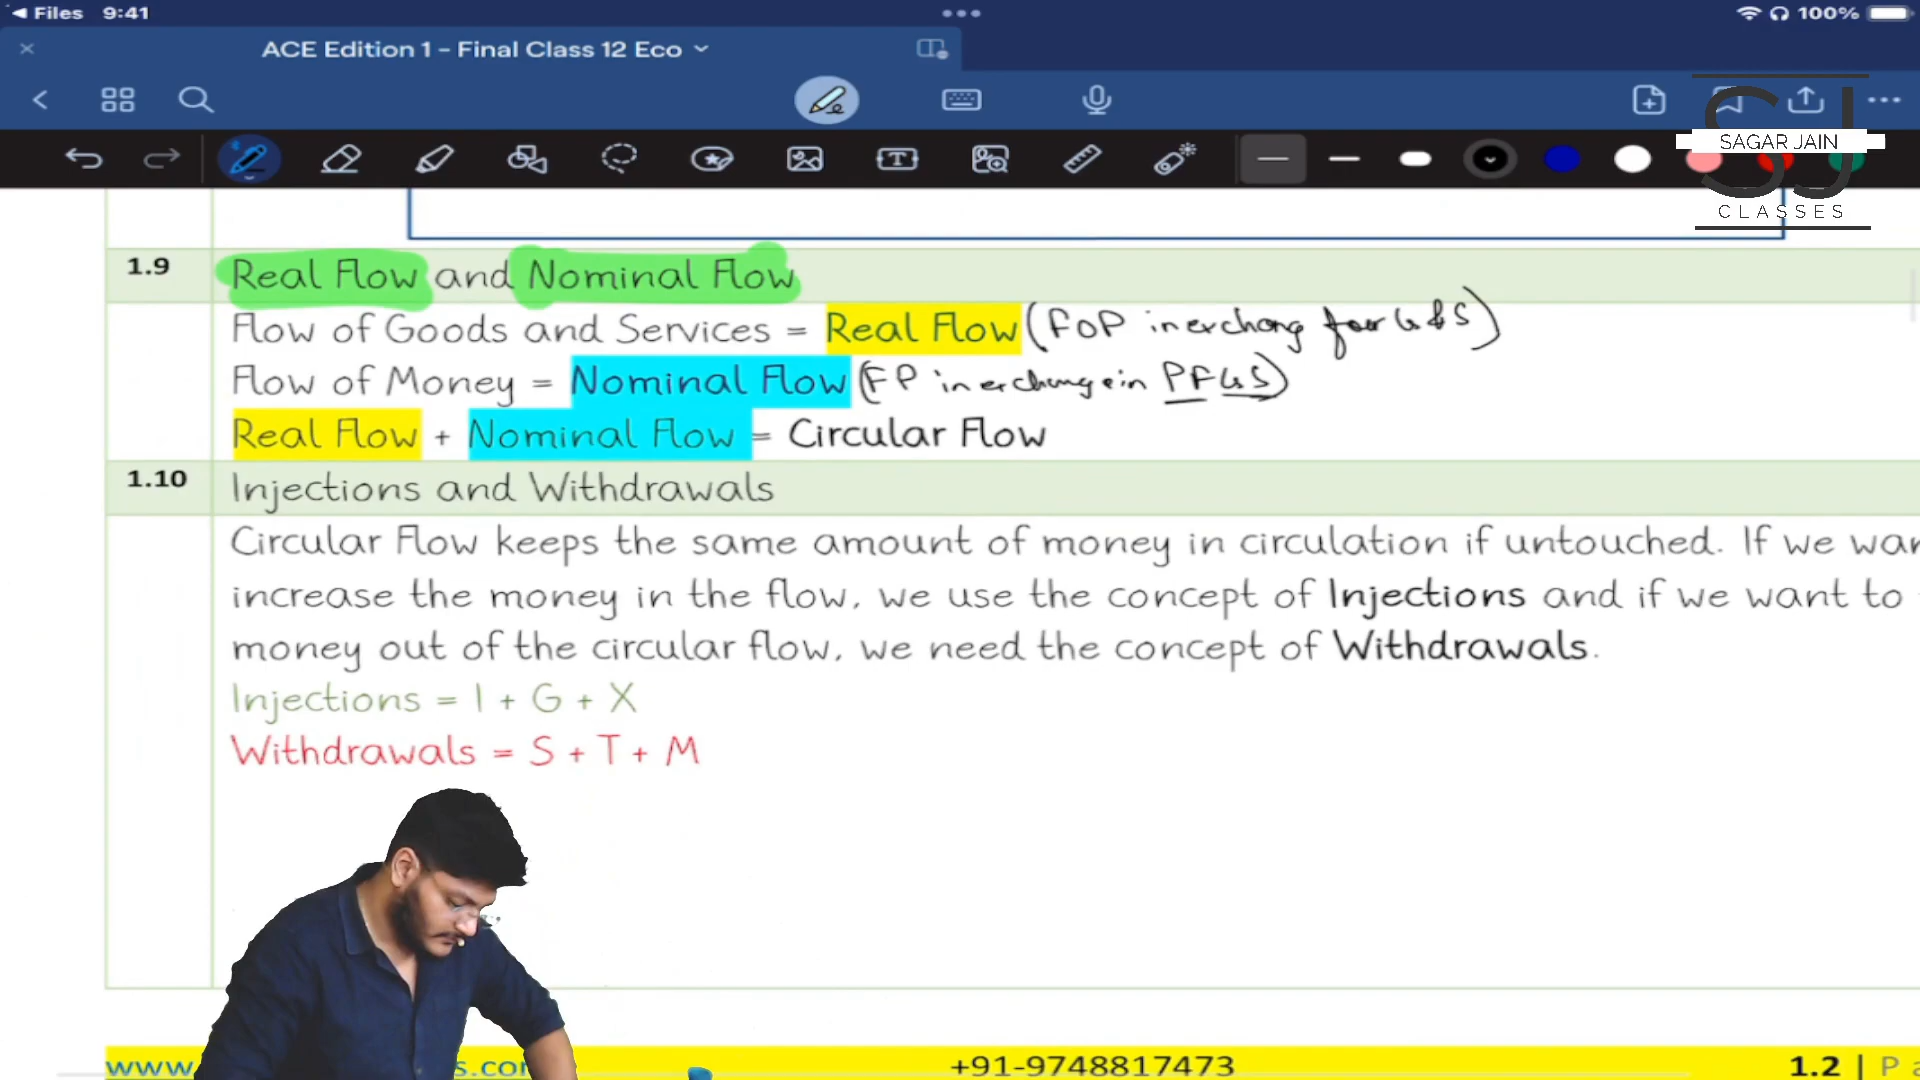 Files 9:41
100%
ACE Edition 1 – Final Class 12 Eco
SAGAR JAIN
CLASSES
1.9 Real Flow and Nominal Flow
Flow of Goods and Services = Real Flow (FOP in exchang for G&S)
Flow of Money = Nominal Flow (FP in exchange in PFGS)
Real Flow + Nominal Flow = Circular Flow
1.10 Injections and Withdrawals
Circular Flow keeps the same amount of money in circulation if untouched. If we wan
increase the money in the flow, we use the concept of Injections and if we want to
money out of the circular flow, we need the concept of Withdrawals.
Injections = I + G + X
Withdrawals = S + T + M
www. s.co +91-9748817473 1.2 | P a